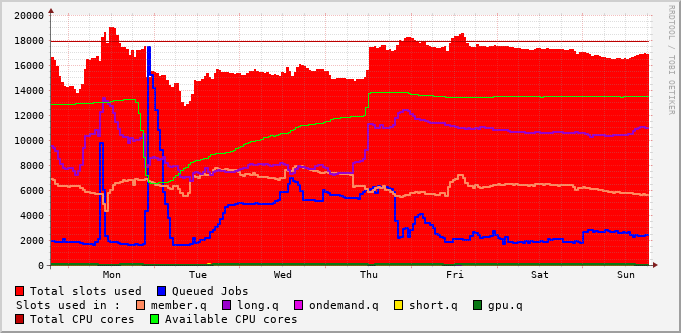 RRDTOOL / TOBI OETIKER
20000
18000
16000
14000
12000
10000
8000
6000
4000
2000
0
Mon Tue Wed Thu Fri Sat Sun
Total slots used Queued Jobs
Slots used in : member.q long.q ondemand.q short.q gpu.q
Total CPU cores Available CPU cores